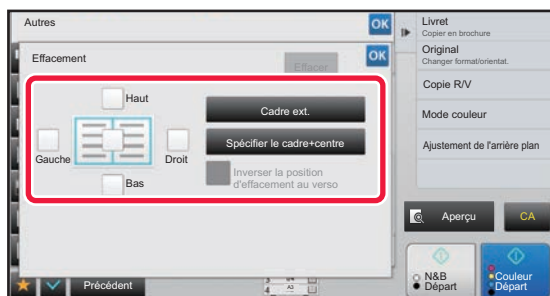 Autres
OK
Effacement
Effacer
OK
Haut
Gauche
Droit
Bas
Cadre ext.
Spécifier le cadre+centre
Inverser la position
d'effacement au verso
Précédent
4 A3
Livret
Copier en brochure
Original
Changer format/orientat.
Copie R/V
Mode couleur
Ajustement de l'arrière plan
Aperçu
CA
N&B
Départ
Couleur
Départ